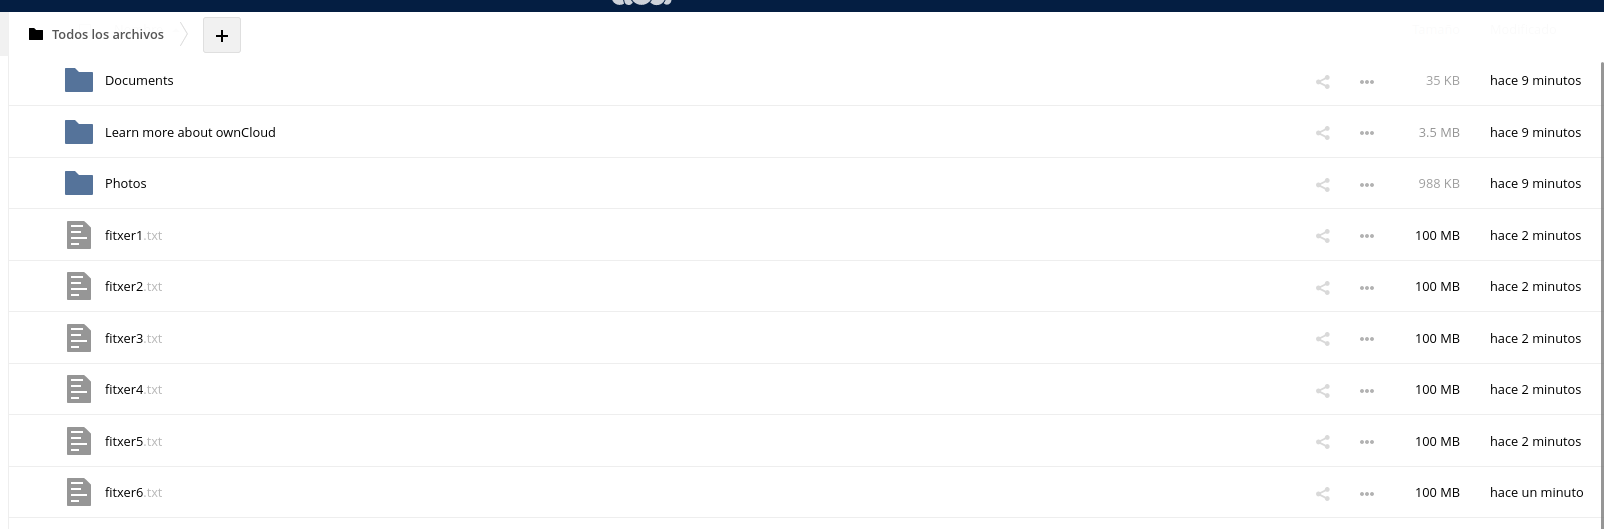 Todos los archivos
+
Documents 35 KB hace 9 minutos
Learn more about ownCloud 3.5 MB hace 9 minutos
Photos 988 KB hace 9 minutos
fitxer1.txt 100 MB hace 2 minutos
fitxer2.txt 100 MB hace 2 minutos
fitxer3.txt 100 MB hace 2 minutos
fitxer4.txt 100 MB hace 2 minutos
fitxer5.txt 100 MB hace 2 minutos
fitxer6.txt 100 MB hace un minuto